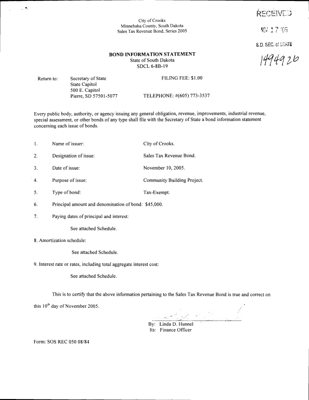 City of Crooks
Minnehaha County, South Dakota
Sales Tax Revenue Bond, Series 2005
RECEIVED
S.D. SEC. of STATE
1494926
BOND INFORMATION STATEMENT
State of South Dakota
SDCL 6-8B-19
Return to: Secretary of State FILING FEE: $1.00
State Capitol
500 E. Capitol
Pierre, SD 57501-5077 TELEPHONE: #(605) 773-3537
Every public body, authority, or agency issuing any general obligation, revenue, improvements, industrial revenue,
special assessment, or other bonds of any type shall file with the Secretary of State a bond information statement
concerning each issue of bonds.
1. Name of issuer: City of Crooks.
2. Designation of issue: Sales Tax Revenue Bond.
3. Date of issue: November 10, 2005.
4. Purpose of issue: Community Building Project.
5. Type of bond: Tax-Exempt.
6. Principal amount and denomination of bond: $45,000.
7. Paying dates of principal and interest:
See attached Schedule.
8. Amortization schedule:
See attached Schedule.
9. Interest rate or rates, including total aggregate interest cost:
See attached Schedule.
This is to certify that the above information pertaining to the Sales Tax Revenue Bond is true and correct on
this 10th day of November 2005.
By: Linda D. Hunnel
Its: Finance Officer
Form: SOS REC 050 08/84